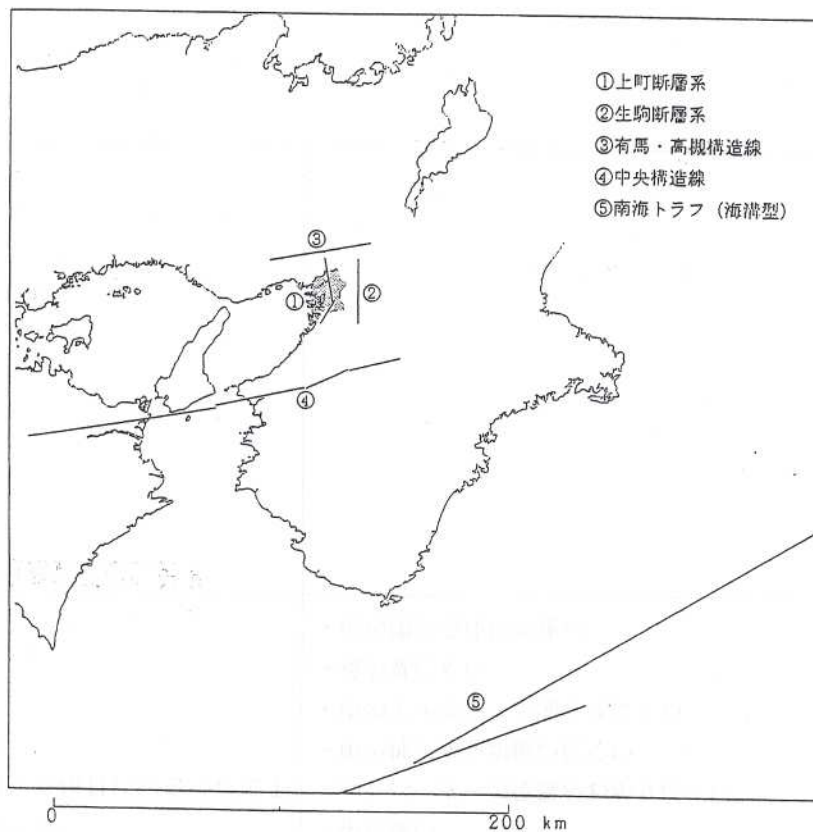 ①上町断層系
②生駒断層系
③有馬・高槻構造線
④中央構造線
⑤南海トラフ (海溝型)
③
①
②
④
⑤
0
200 km